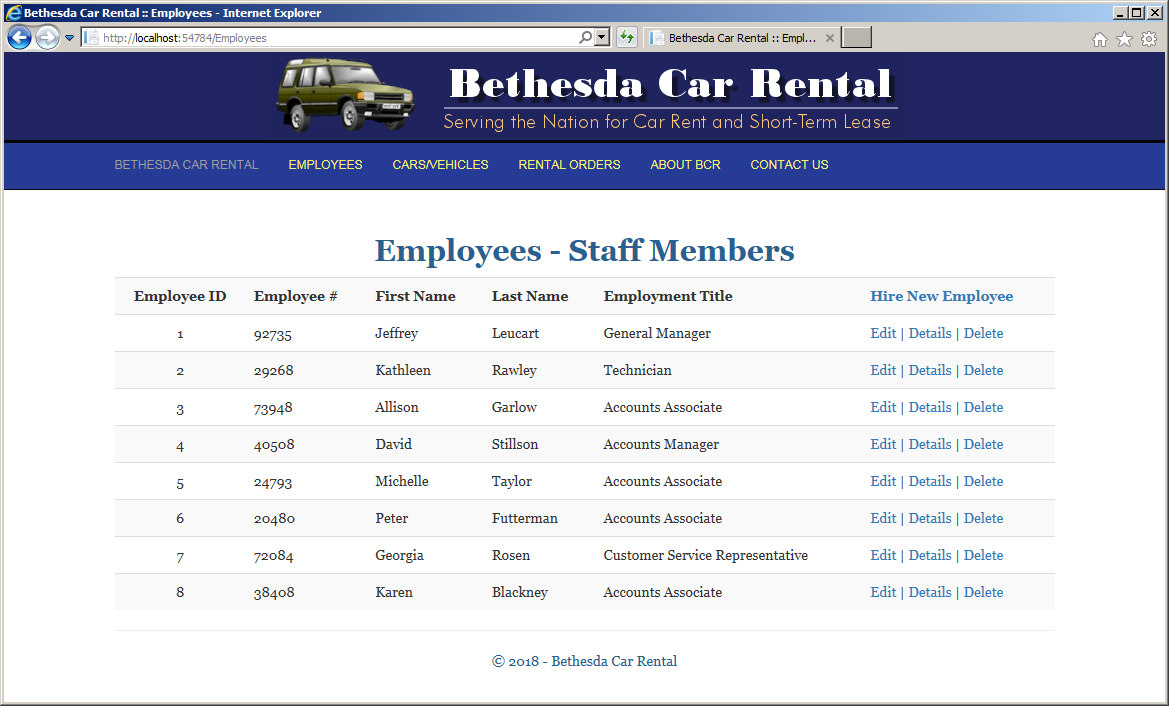 Bethesda Car Rental :: Employees - Internet Explorer
http://localhost:54784/Employees
Bethesda Car Rental :: Empl...
Bethesda Car Rental
Serving the Nation for Car Rent and Short-Term Lease
BETHESDA CAR RENTAL EMPLOYEES CARS/VEHICLES RENTAL ORDERS ABOUT BCR CONTACT US
Employees - Staff Members
Employee ID Employee # First Name Last Name Employment Title Hire New Employee
1 92735 Jeffrey Leucart General Manager Edit | Details | Delete
2 29268 Kathleen Rawley Technician Edit | Details | Delete
3 73948 Allison Garlow Accounts Associate Edit | Details | Delete
4 40508 David Stillson Accounts Manager Edit | Details | Delete
5 24793 Michelle Taylor Accounts Associate Edit | Details | Delete
6 20480 Peter Futterman Accounts Associate Edit | Details | Delete
7 72084 Georgia Rosen Customer Service Representative Edit | Details | Delete
8 38408 Karen Blackney Accounts Associate Edit | Details | Delete
© 2018 - Bethesda Car Rental